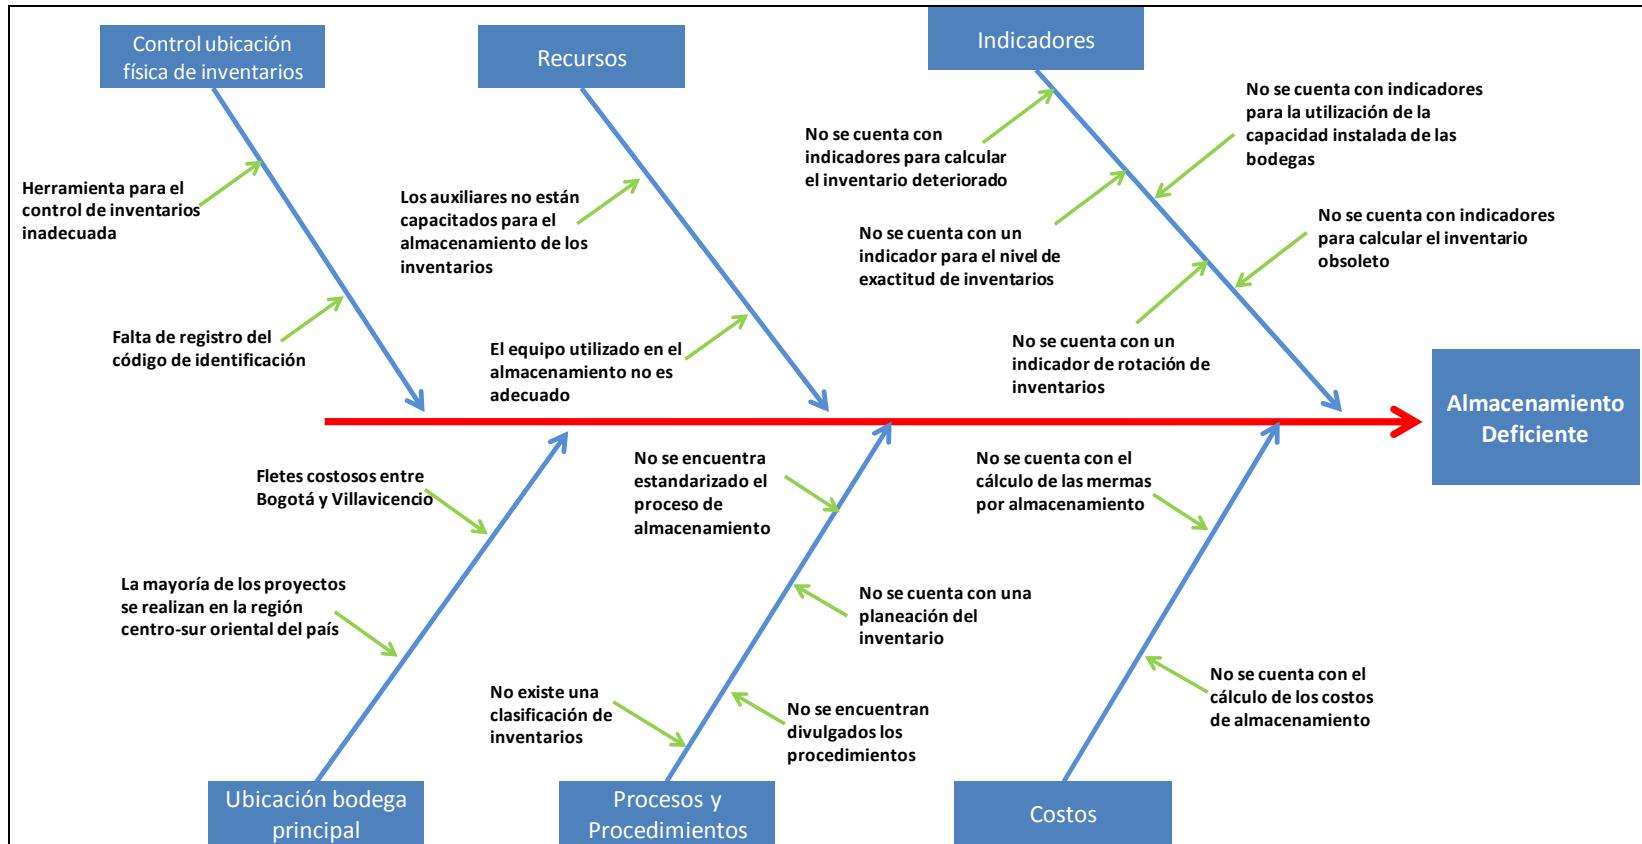 Control ubicación
física de inventarios
Recursos
Indicadores
Herramienta para el
control de inventarios
inadecuada
Falta de registro del
código de identificación
Los auxiliares no están
capacitados para el
almacenamiento de los
inventarios
El equipo utilizado en el
almacenamiento no es
adecuado
No se cuenta con
indicadores para calcular
el inventario deteriorado
No se cuenta con un
indicador para el nivel de
exactitud de inventarios
No se cuenta con un
indicador de rotación de
inventarios
No se cuenta con indicadores
para la utilización de la
capacidad instalada de las
bodegas
No se cuenta con indicadores
para calcular el inventario
obsoleto
Almacenamiento
Deficiente
Fletes costosos entre
Bogotá y Villavicencio
La mayoría de los proyectos
se realizan en la región
centro-sur oriental del país
No se encuentra
estandarizado el
proceso de
almacenamiento
No se cuenta con una
planeación del
inventario
No existe una
clasificación de
inventarios
No se encuentran
divulgados los
procedimientos
No se cuenta con el
cálculo de las mermas
por almacenamiento
No se cuenta con el
cálculo de los costos
de almacenamiento
Ubicación bodega
principal
Procesos y
Procedimientos
Costos